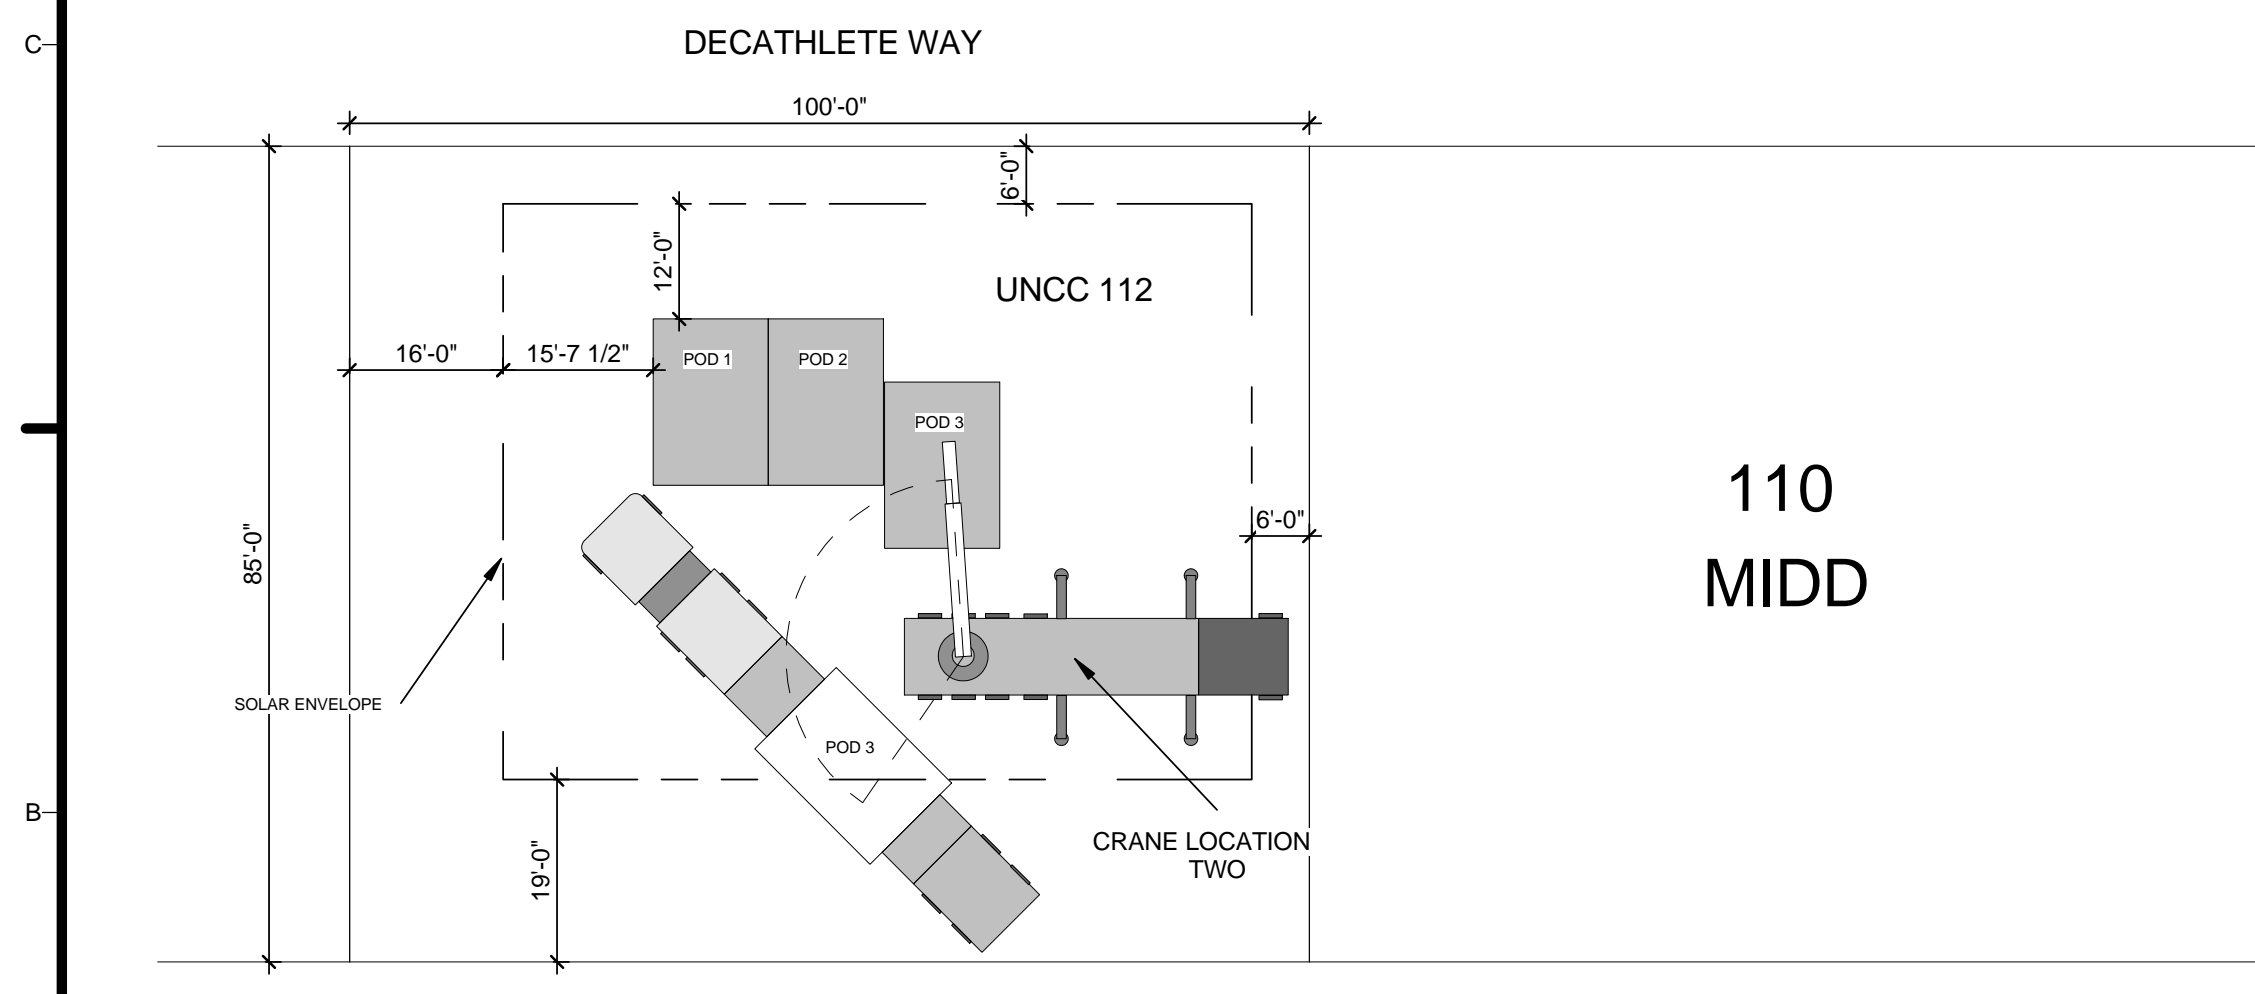 C
DECATHLETE WAY
100'-0"
6'-0"
12'-0"
UNCC 112
16'-0"
15'-7 1/2"
POD 1
POD 2
POD 3
110
MIDD
6'-0"
85'-0"
SOLAR ENVELOPE
POD 3
B
19'-0"
CRANE LOCATION
TWO